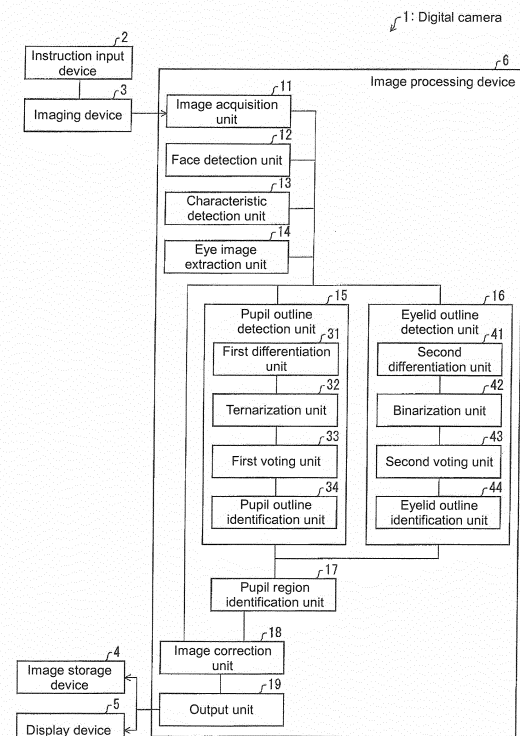 1: Digital camera
2
Instruction input
device
6
Image processing device
3
Imaging device
11
Image acquisition
unit
12
Face detection unit
13
Characteristic
detection unit
14
Eye image
extraction unit
15
Pupil outline
detection unit
31
First differentiation
unit
32
Ternarization unit
33
First voting unit
34
Pupil outline
identification unit
16
Eyelid outline
detection unit
41
Second
differentiation unit
42
Binarization unit
43
Second voting unit
44
Eyelid outline
identification unit
17
Pupil region
identification unit
18
Image correction
unit
4
Image storage
device
19
Output unit
5
Display device